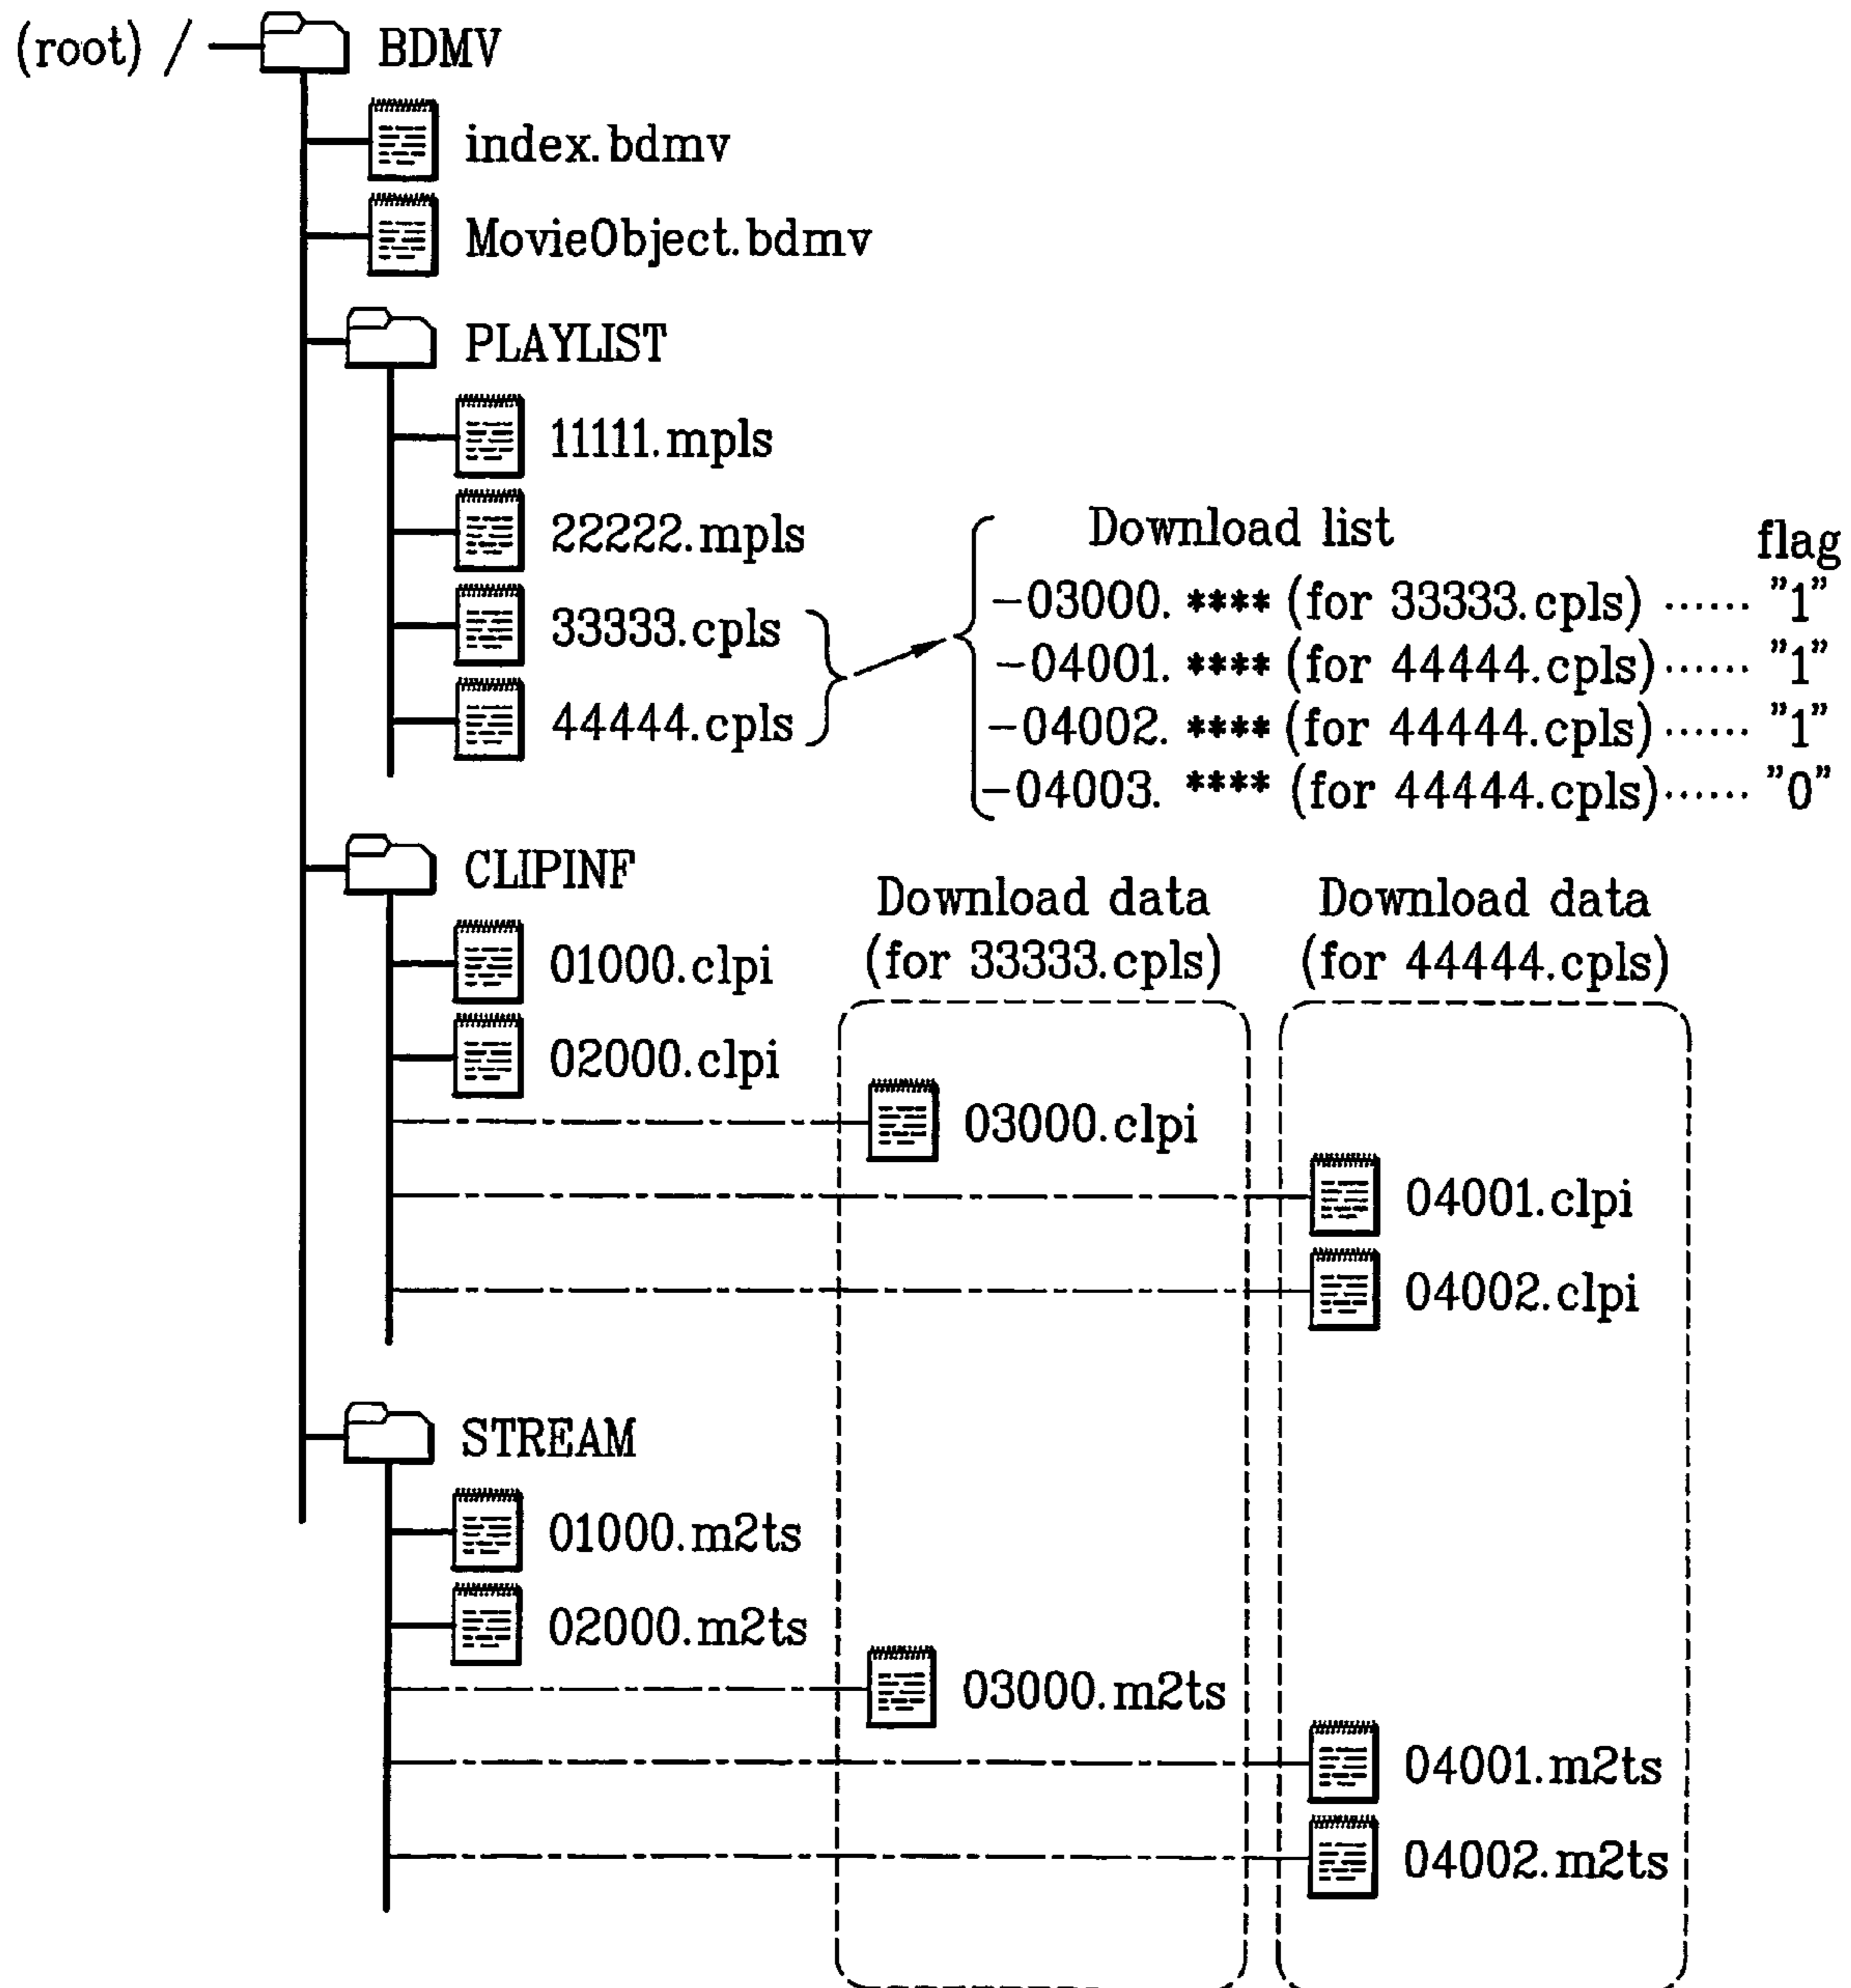 (root) / BDMV
index.bdmv
MovieObject.bdmv
PLAYLIST
11111.mpls
22222.mpls
33333.cpls
44444.cpls
Download list
flag
-03000. **** (for 33333.cpls) ...... "1"
-04001. **** (for 44444.cpls) ...... "1"
-04002. **** (for 44444.cpls) ...... "1"
-04003. **** (for 44444.cpls) ...... "0"
CLIPINF
01000.clpi
02000.clpi
Download data
(for 33333.cpls)
Download data
(for 44444.cpls)
03000.clpi
04001.clpi
04002.clpi
STREAM
01000.m2ts
02000.m2ts
03000.m2ts
04001.m2ts
04002.m2ts